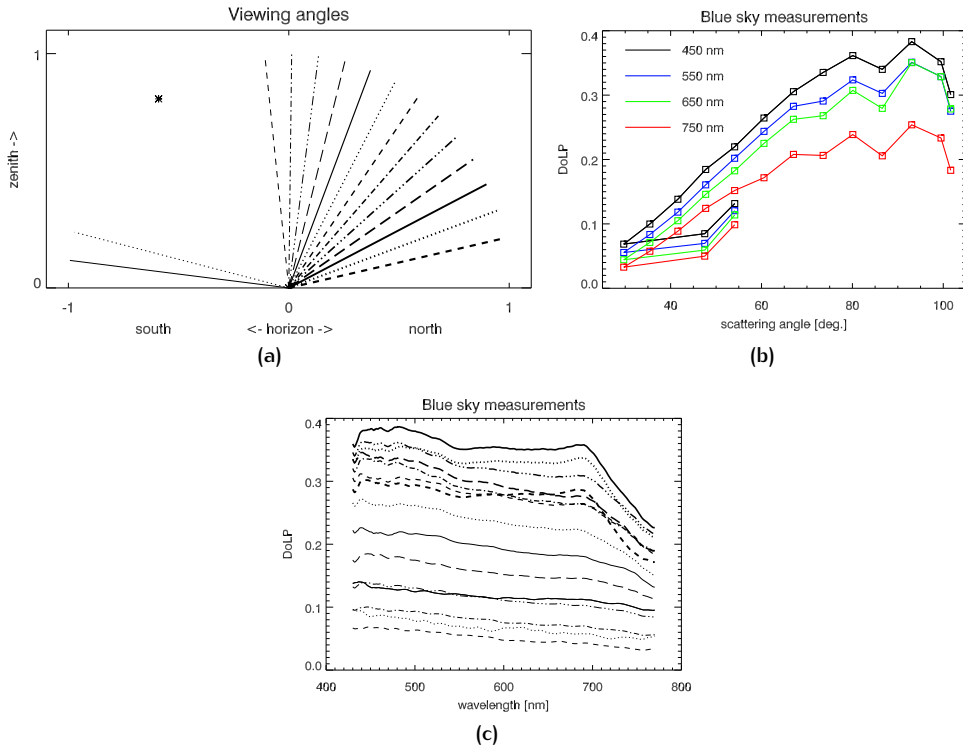 Viewing angles
1
zenith ->
0
-1
0
1
south
<- horizon ->
north
(a)
Blue sky measurements
0.4
0.3
0.2
0.1
0.0
DoLP
450 nm
550 nm
650 nm
750 nm
40
60
80
100
scattering angle [deg.]
(b)
Blue sky measurements
0.4
0.3
0.2
0.1
0.0
DoLP
400
500
600
700
800
wavelength [nm]
(c)